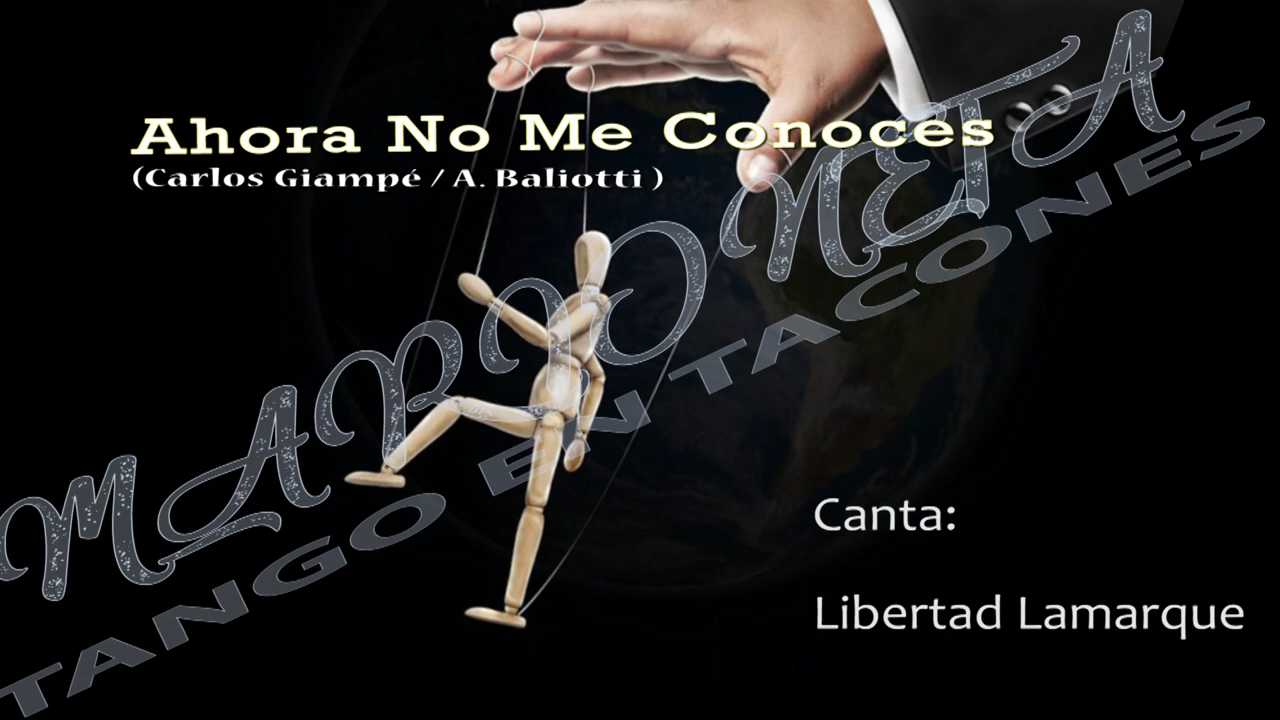 Ahora No Me Conoces
(Carlos Giampé / A. Baliotti )
MARIONETA
TANGO EN TACONES
Canta:
Libertad Lamarque